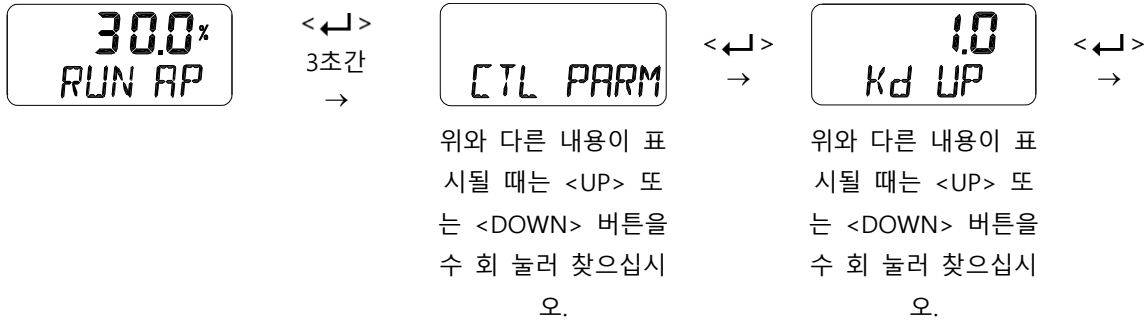 30.0%
RUN AP
< ↵ >
3초간
→
CTL PARM
< ↵ >
→
1.0
Kd UP
< ↵ >
→
위와 다른 내용이 표
시될 때는 <UP> 또
는 <DOWN> 버튼을
수 회 눌러 찾으십시
오.
위와 다른 내용이 표
시될 때는 <UP> 또
는 <DOWN> 버튼을
수 회 눌러 찾으십시
오.